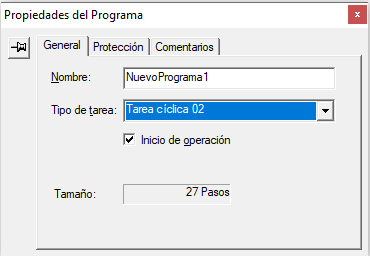 Propiedades del Programa
General Protección Comentarios
Nombre: NuevoPrograma1
Tipo de tarea: Tarea cíclica 02
Inicio de operación
Tamaño: 27 Pasos